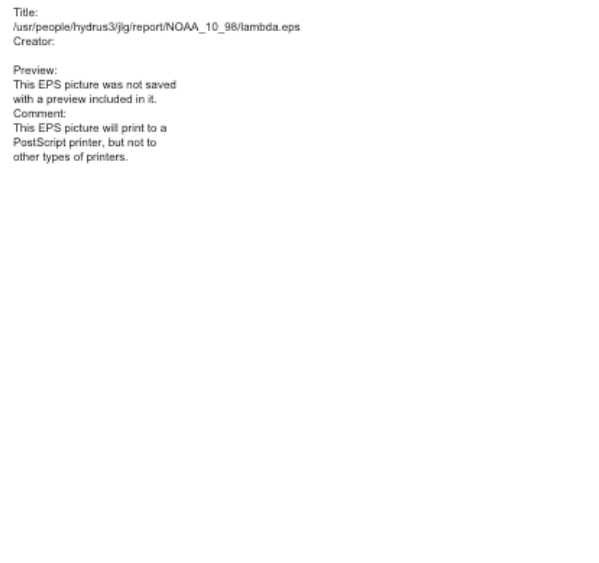 Title:
/usr/people/hydrus3/jlg/report/NOAA_10_98/lambda.eps
Creator:
Preview:
This EPS picture was not saved
with a preview included in it.
Comment:
This EPS picture will print to a
PostScript printer, but not to
other types of printers.